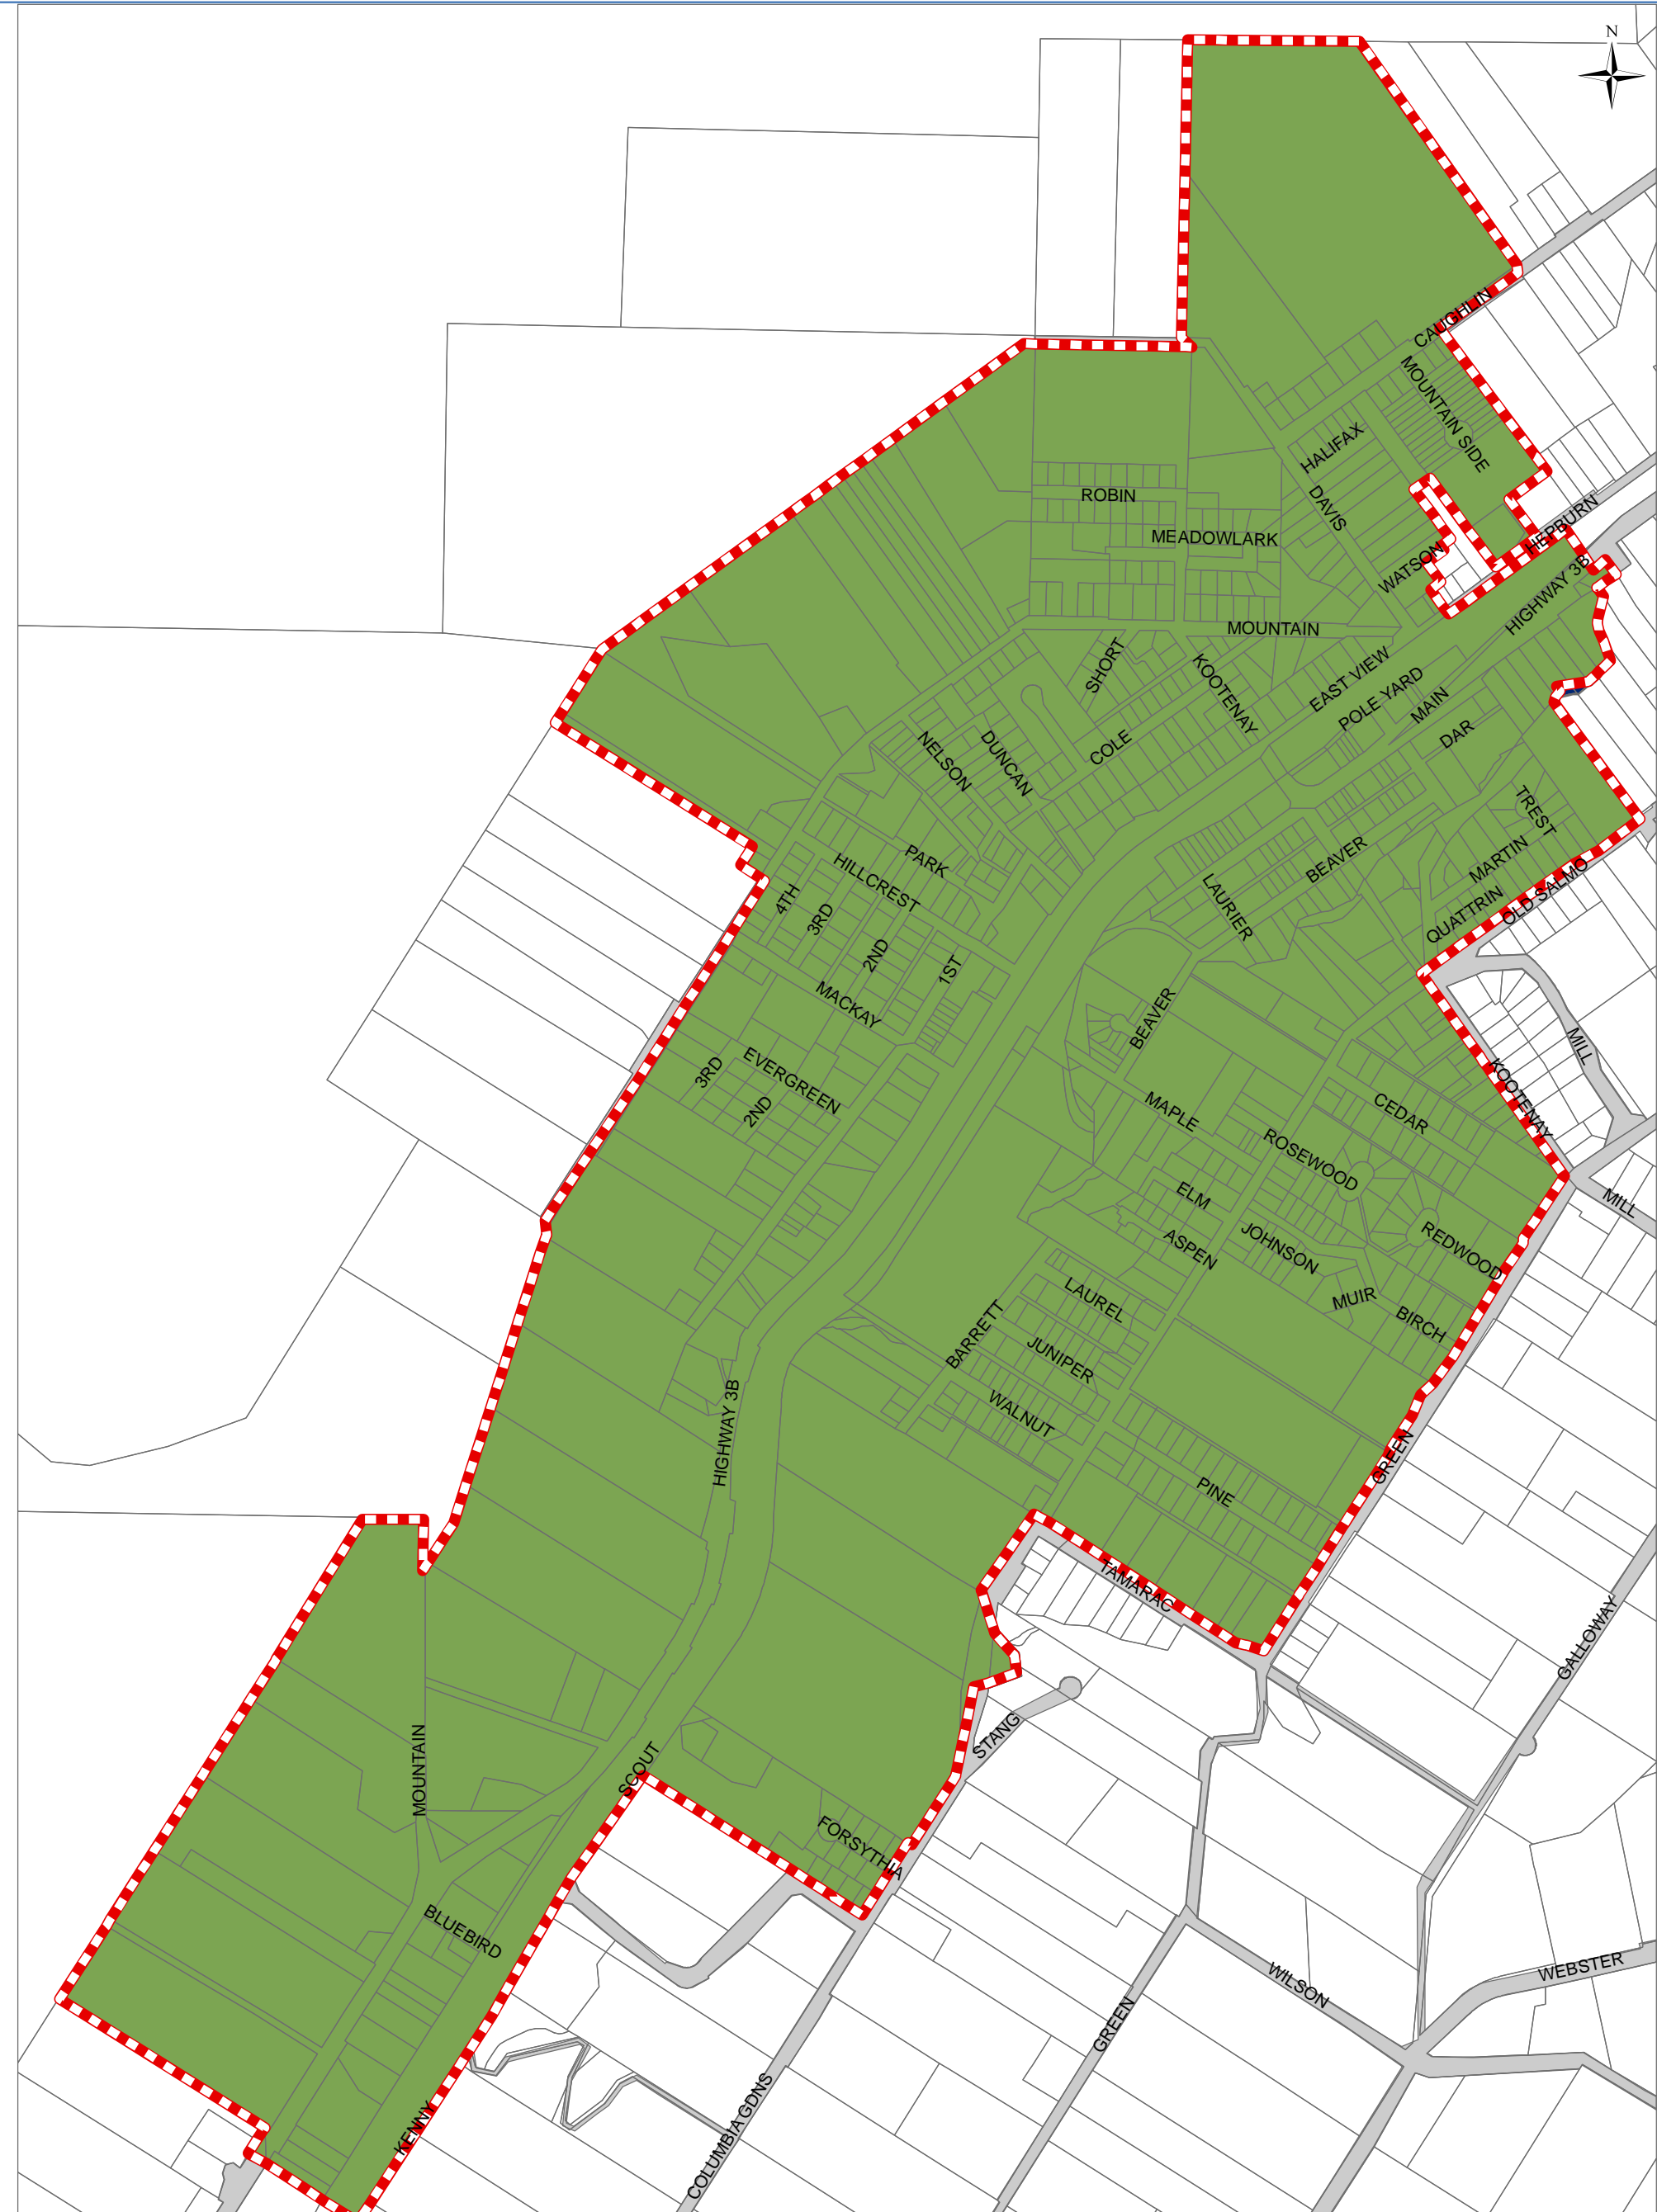 N
CAUGHLIN
MOUNTAIN SIDE
HALIFAX
ROBIN
DAVIS
HEPBURN
MEADOWLARK
WATSON
HIGHWAY 3B
MOUNTAIN
SHORT
KOOTENAY
EAST VIEW
POLE YARD
MAIN
DAR
COLE
NELSON
DUNCAN
TREST
PARK
HILLCREST
BEAVER
MARTIN
4TH
3RD
LAURIER
OLD SALMO
QUATTRIN
2ND
1ST
MACKAY
BEAVER
MILL
3RD
EVERGREEN
2ND
MAPLE
CEDAR
KOOTENAY
ROSEWOOD
ELM
MILL
ASPEN
JOHNSON
REDWOOD
LAUREL
MUIR
BIRCH
BARRETT
JUNIPER
WALNUT
HIGHWAY 3B
GREEN
PINE
TAMARAC
GALLOWAY
STANG
MOUNTAIN
SCOUT
FORSYTHIA
BLUEBIRD
WILSON
WEBSTER
GREEN
KENNY
COLUMBIA GDNS